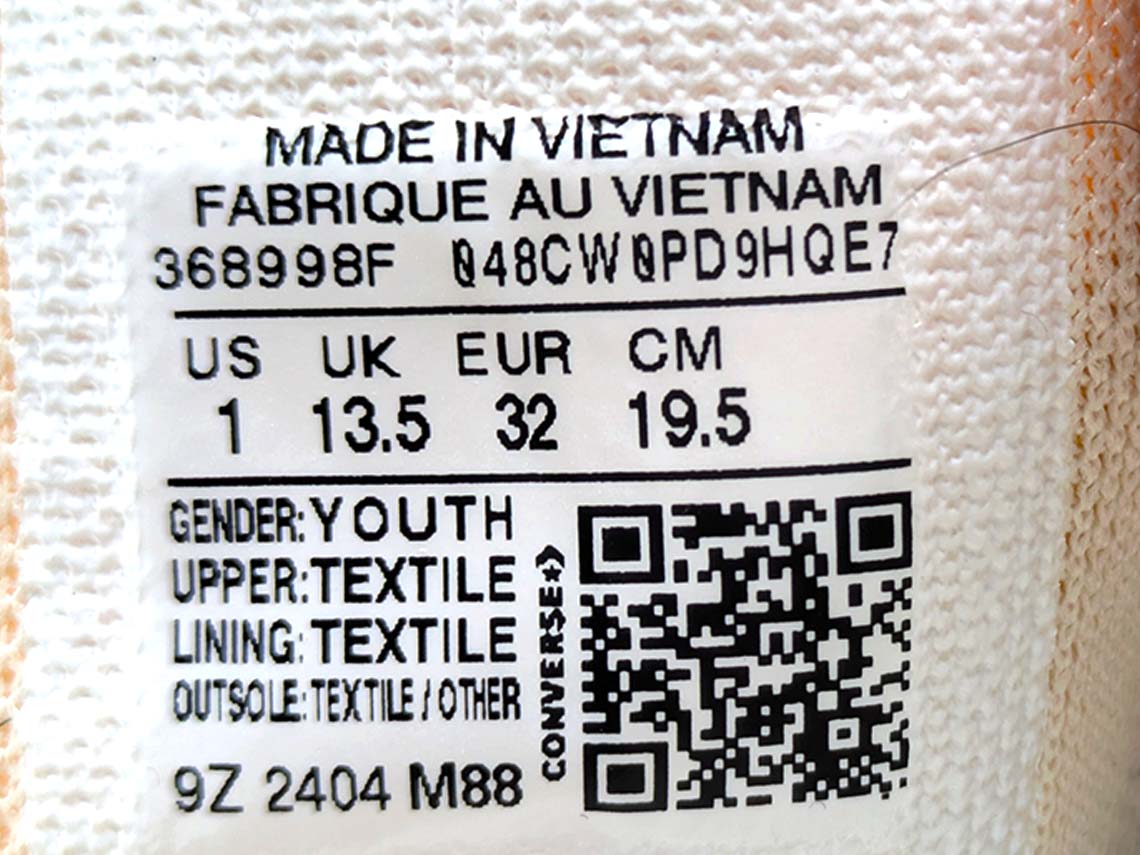 MADE IN VIETNAM
FABRIQUE AU VIETNAM
368998F 048CW0PD9HQE7
US UK EUR CM
1 13.5 32 19.5
GENDER:YOUTH
UPPER:TEXTILE
LINING:TEXTILE
OUTSOLE:TEXTILE / OTHER
9Z 2404 M88
CONVERSE